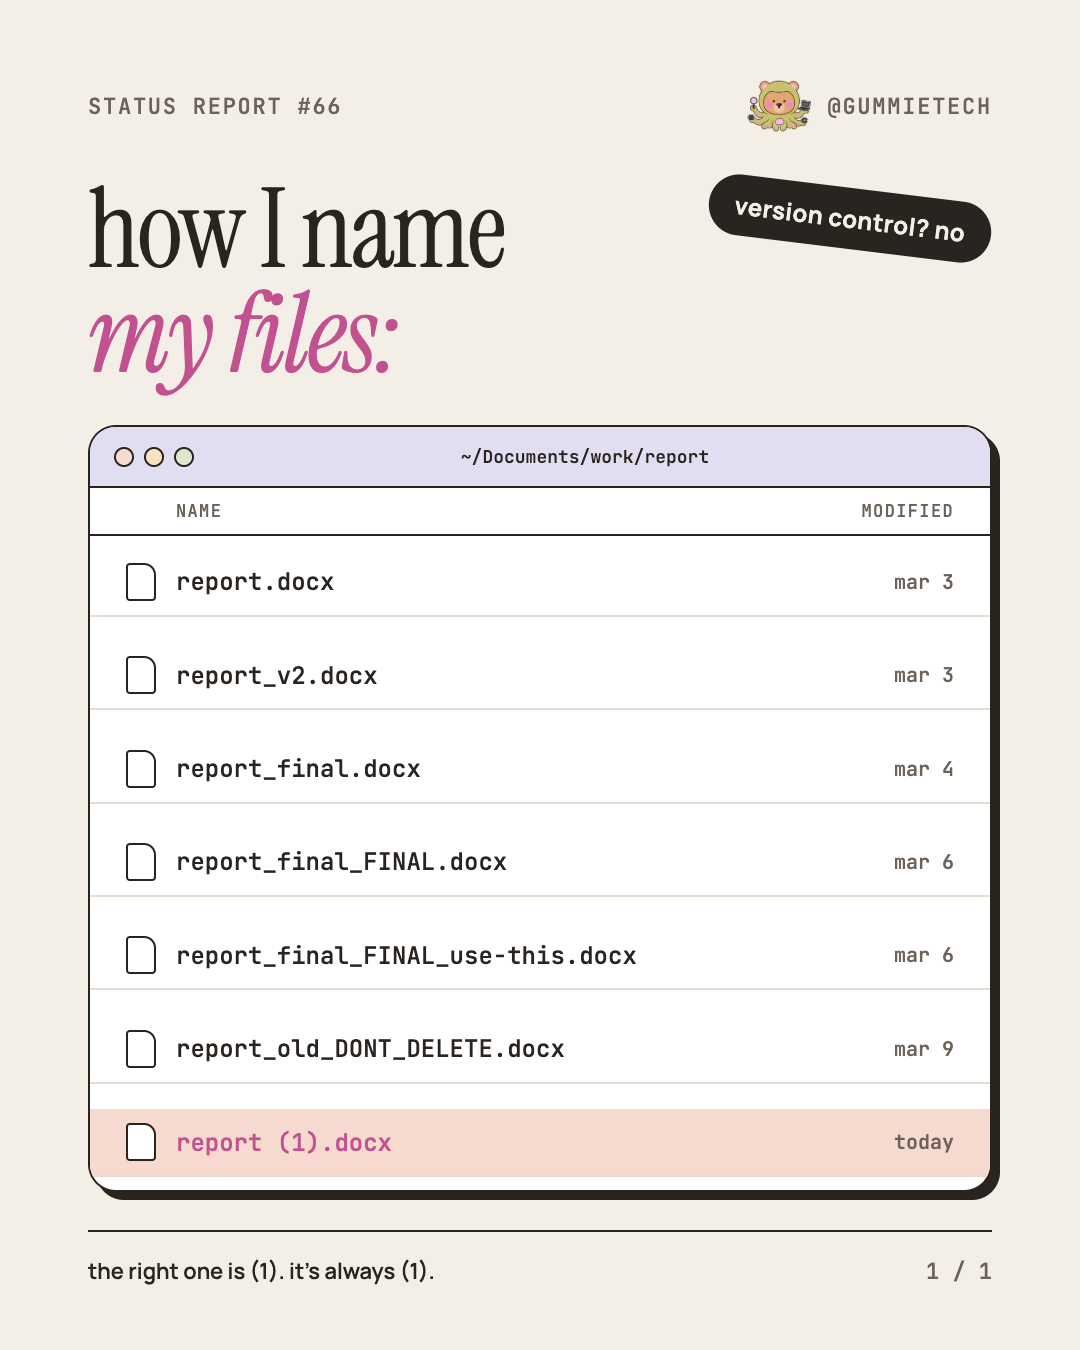 STATUS REPORT #66
@GUMMIETECH
how I name
my files:
version control? no
~/Documents/work/report
NAME MODIFIED
report.docx mar 3
report_v2.docx mar 3
report_final.docx mar 4
report_final_FINAL.docx mar 6
report_final_FINAL_use-this.docx mar 6
report_old_DONT_DELETE.docx mar 9
report (1).docx today
the right one is (1). it's always (1).
1 / 1